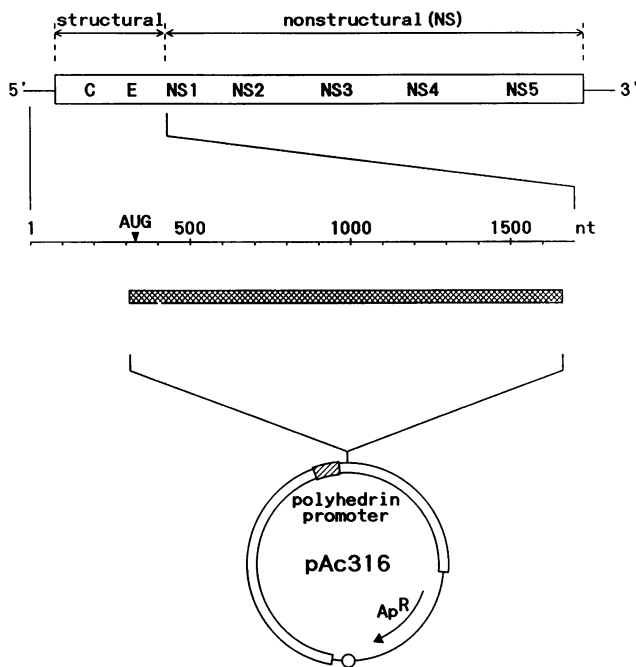 structural nonstructural(NS)
5' C E NS1 NS2 NS3 NS4 NS5 3'
AUG
1 500 1000 1500 nt
polyhedrin
promoter
pAc316
ApR